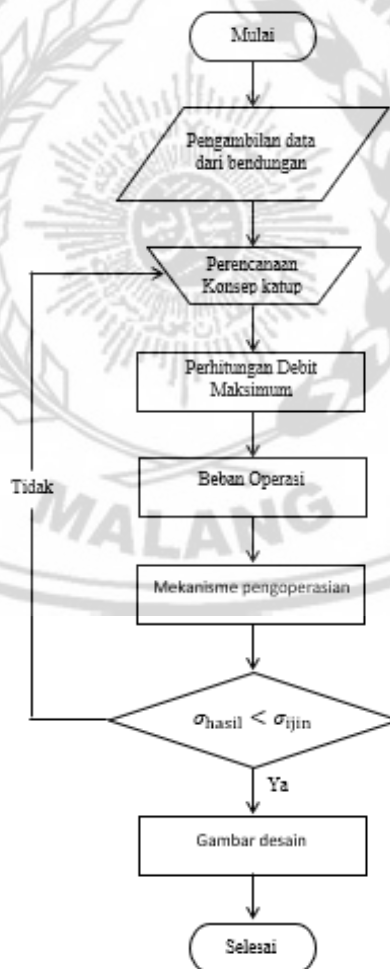 Mulai
Pengambilan data
dari bendungan
Perencanaan
Konsep katup
Perhitungan Debit
Maksimum
Beban Operasi
Tidak
MALANG
Mekanisme pengoperasian
σhasil < σijin
Ya
Gambar desain
Selesai